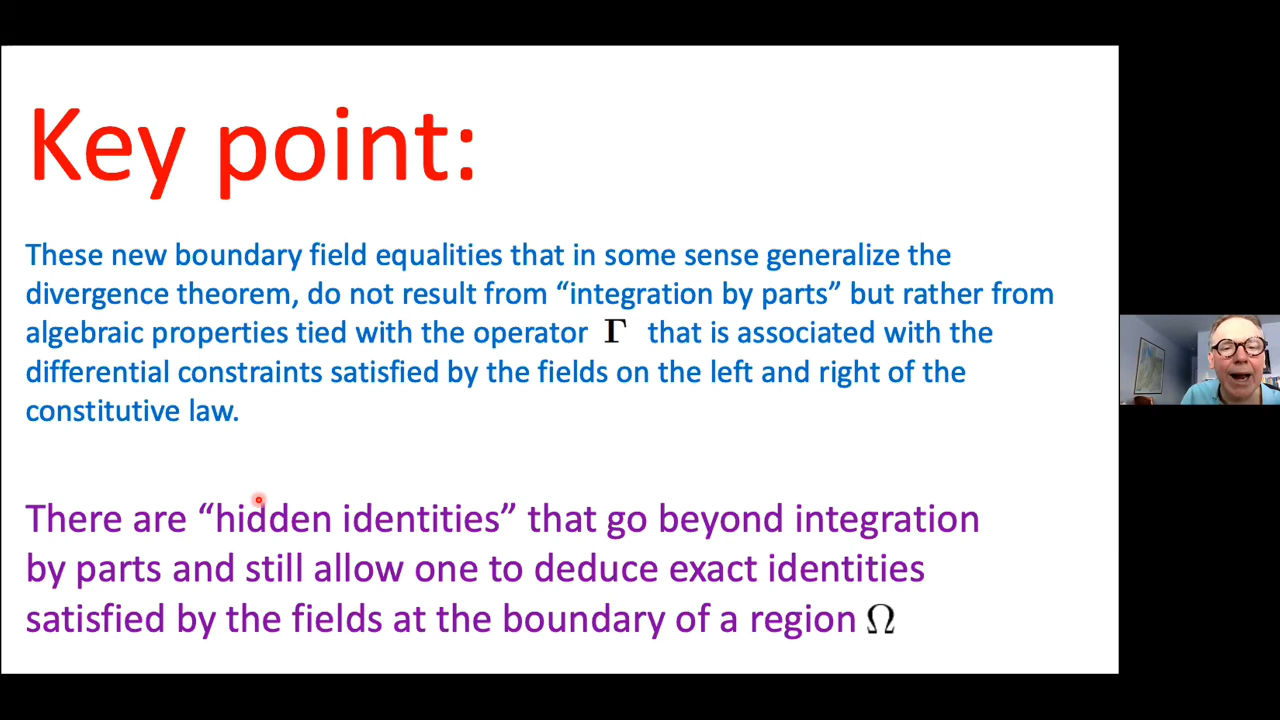 Key point:
These new boundary field equalities that in some sense generalize the
divergence theorem, do not result from “integration by parts” but rather from
algebraic properties tied with the operator Γ that is associated with the
differential constraints satisfied by the fields on the left and right of the
constitutive law.
There are “hidden identities” that go beyond integration
by parts and still allow one to deduce exact identities
satisfied by the fields at the boundary of a region Ω